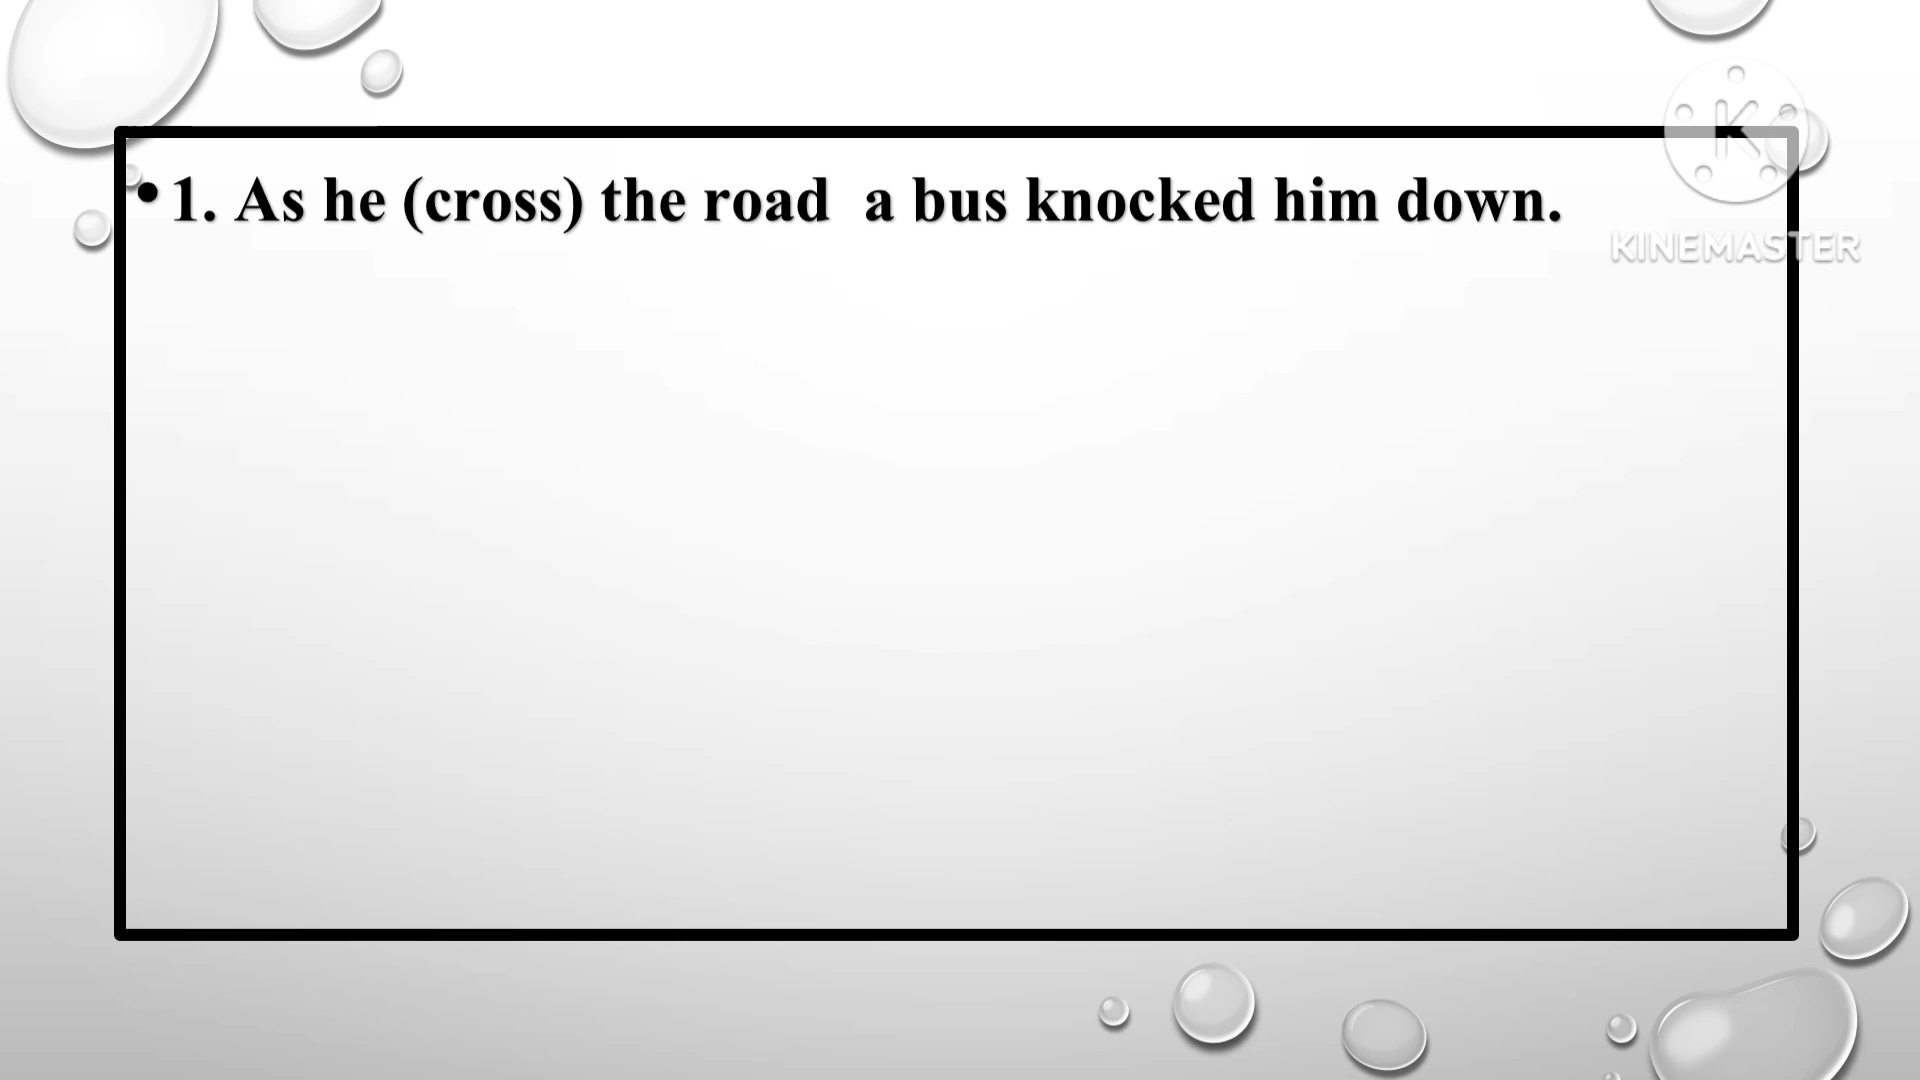 • 1. As he (cross) the road  a bus knocked him down.
K
KINEMASTER